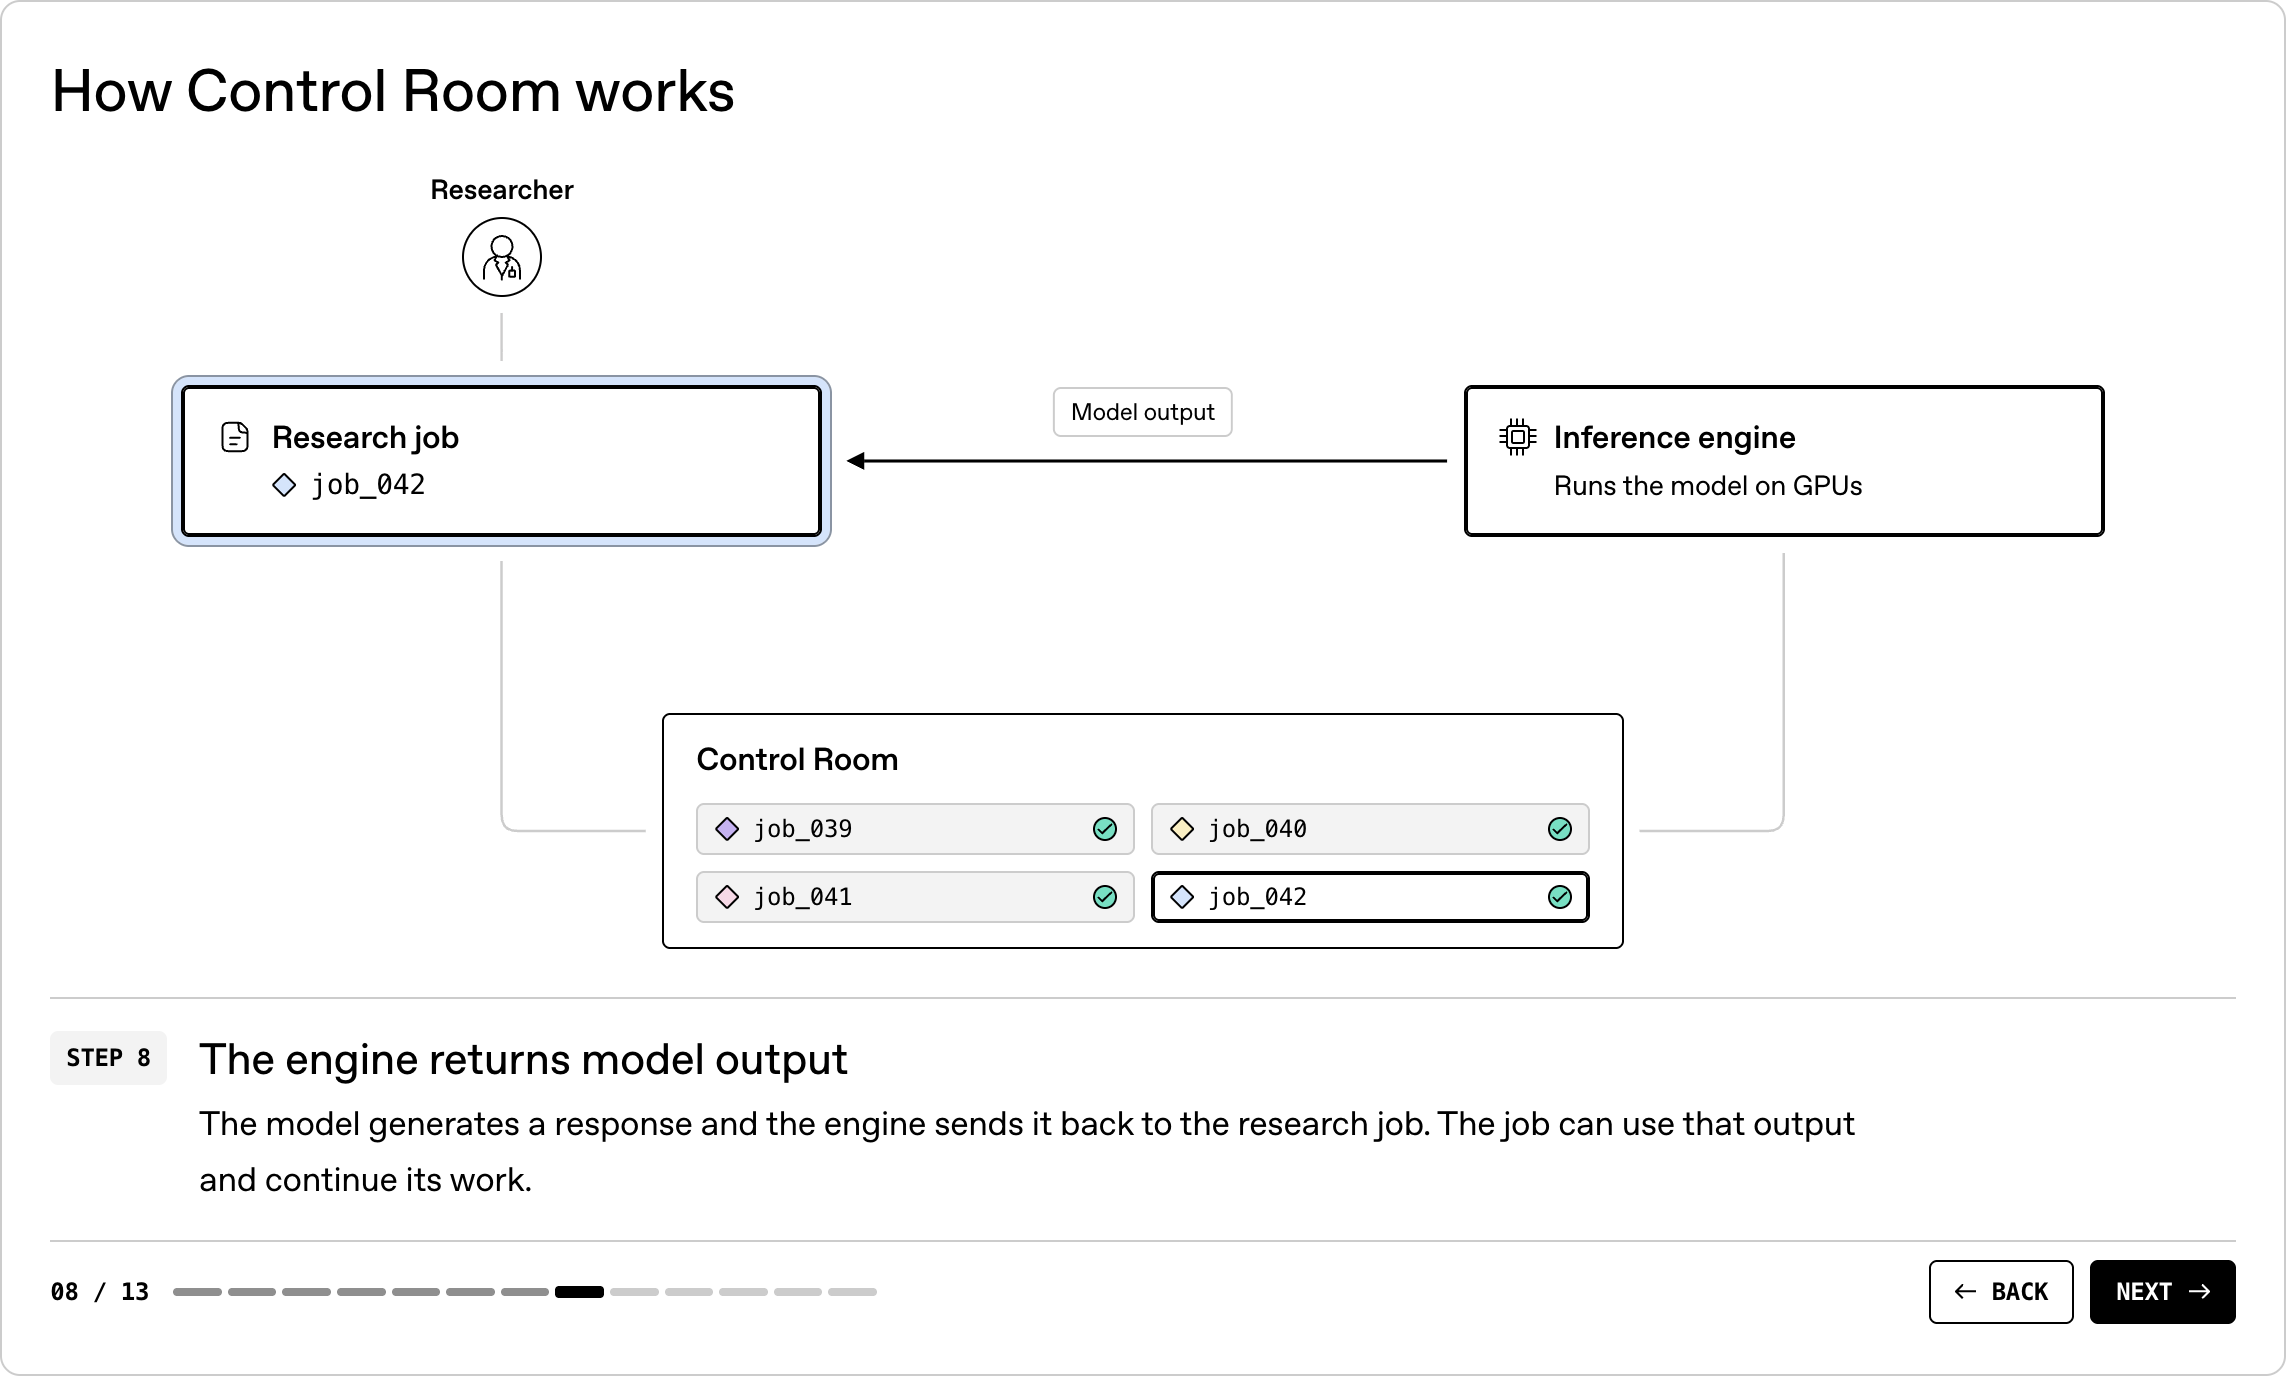 How Control Room works
Researcher
Research job
job_042
Model output
Inference engine
Runs the model on GPUs
Control Room
job_039
job_040
job_041
job_042
STEP 8
The engine returns model output
The model generates a response and the engine sends it back to the research job. The job can use that output
and continue its work.
08 / 13
← BACK
NEXT →